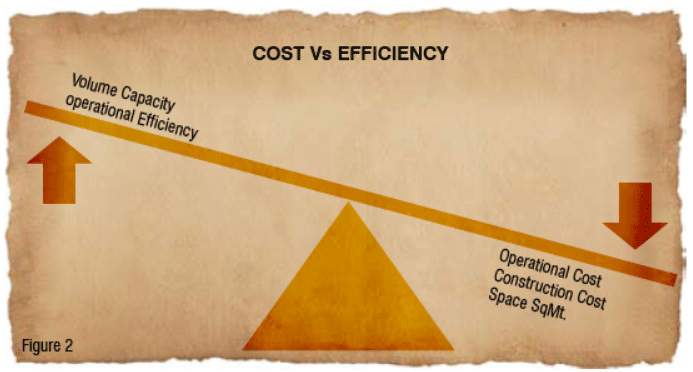 COST Vs EFFICIENCY
Volume Capacity
operational Efficiency
Operational Cost
Construction Cost
Space SqMt.
Figure 2